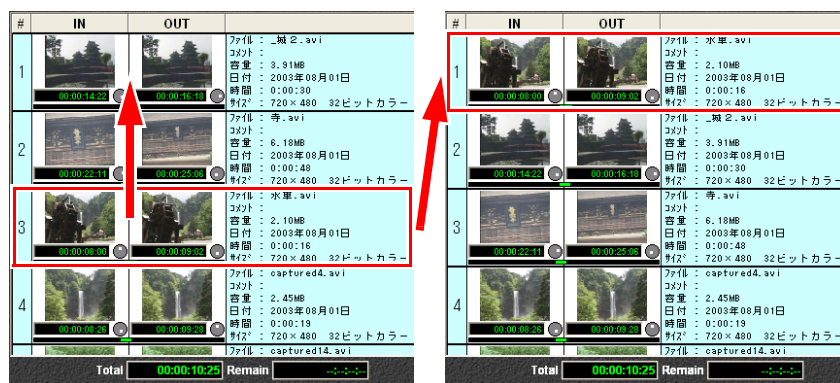 # IN OUT
1
ファイル : _城2.avi
コメント :
容量 : 3.91MB
日付 : 2003年08月01日
時間 : 0:00:30
サイズ : 720×480 32ビットカラー
00:00:14:22 00:00:16:18
2
ファイル : 寺.avi
コメント :
容量 : 6.18MB
日付 : 2003年08月01日
時間 : 0:00:48
サイズ : 720×480 32ビットカラー
00:00:22:11 00:00:25:06
3
ファイル : 水車.avi
コメント :
容量 : 2.10MB
日付 : 2003年08月01日
時間 : 0:00:16
サイズ : 720×480 32ビットカラー
00:00:08:00 00:00:09:02
4
ファイル : captured4.avi
コメント :
容量 : 2.45MB
日付 : 2003年08月01日
時間 : 0:00:19
サイズ : 720×480 32ビットカラー
00:00:08:26 00:00:09:28
ファイル : captured14.avi
Total 00:00:10:25 Remain --:--:--:--
# IN OUT
1
ファイル : 水車.avi
コメント :
容量 : 2.10MB
日付 : 2003年08月01日
時間 : 0:00:16
サイズ : 720×480 32ビットカラー
00:00:08:00 00:00:09:02
2
ファイル : _城2.avi
コメント :
容量 : 3.91MB
日付 : 2003年08月01日
時間 : 0:00:30
サイズ : 720×480 32ビットカラー
00:00:14:22 00:00:16:18
3
ファイル : 寺.avi
コメント :
容量 : 6.18MB
日付 : 2003年08月01日
時間 : 0:00:48
サイズ : 720×480 32ビットカラー
00:00:22:11 00:00:25:06
4
ファイル : captured4.avi
コメント :
容量 : 2.45MB
日付 : 2003年08月01日
時間 : 0:00:19
サイズ : 720×480 32ビットカラー
00:00:08:26 00:00:09:28
ファイル : captured14.avi
Total 00:00:10:25 Remain --:--:--:--